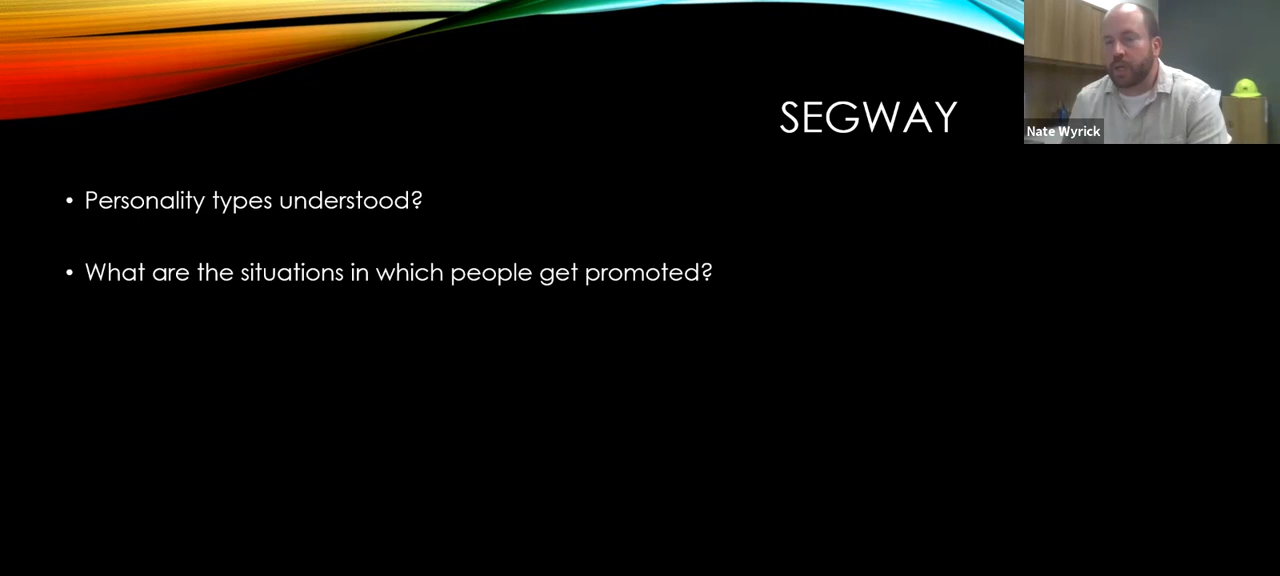 SEGWAY
Nate Wyrick
• Personality types understood?
• What are the situations in which people get promoted?